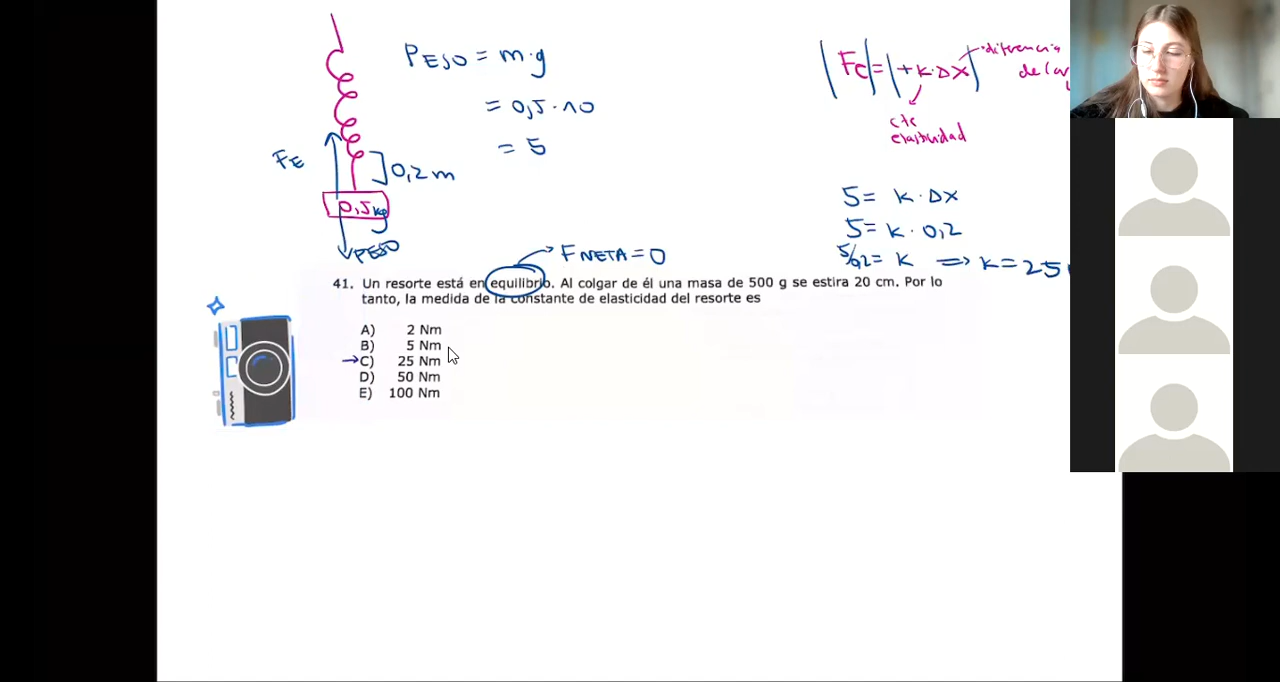 PESO = m·g
= 0,5·10
= 5
FE
]0,2m
0,5kg
PESO
|Fe|=|+k·ΔX|
diferencia
de
cte
elasticidad
5= k·ΔX
5= k·0,2
5/0,2= k ⇒ k=25
F NETA=0
41. Un resorte está en equilibrio. Al colgar de él una masa de 500 g se estira 20 cm. Por lo
tanto, la medida de la constante de elasticidad del resorte es
A) 2 Nm
B) 5 Nm
→C) 25 Nm
D) 50 Nm
E) 100 Nm